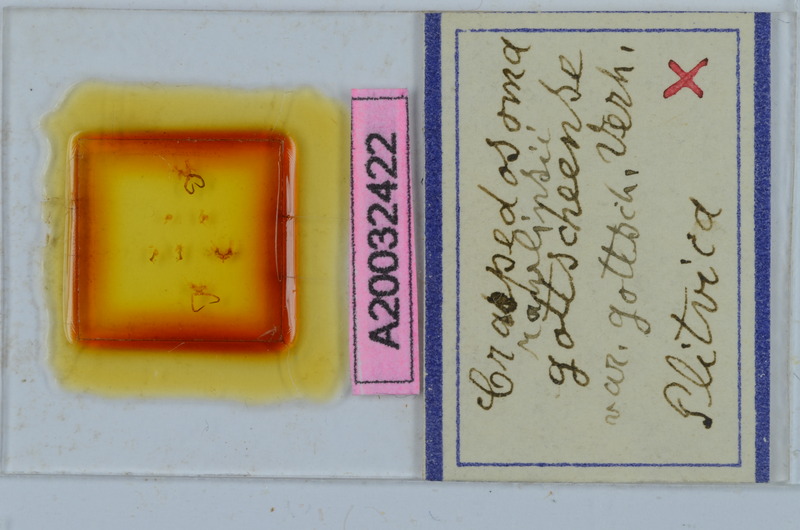 A20032422
Craspedosoma
rawlinsii
gottscheense
var. gottsch. Verh.
Plitvica
X